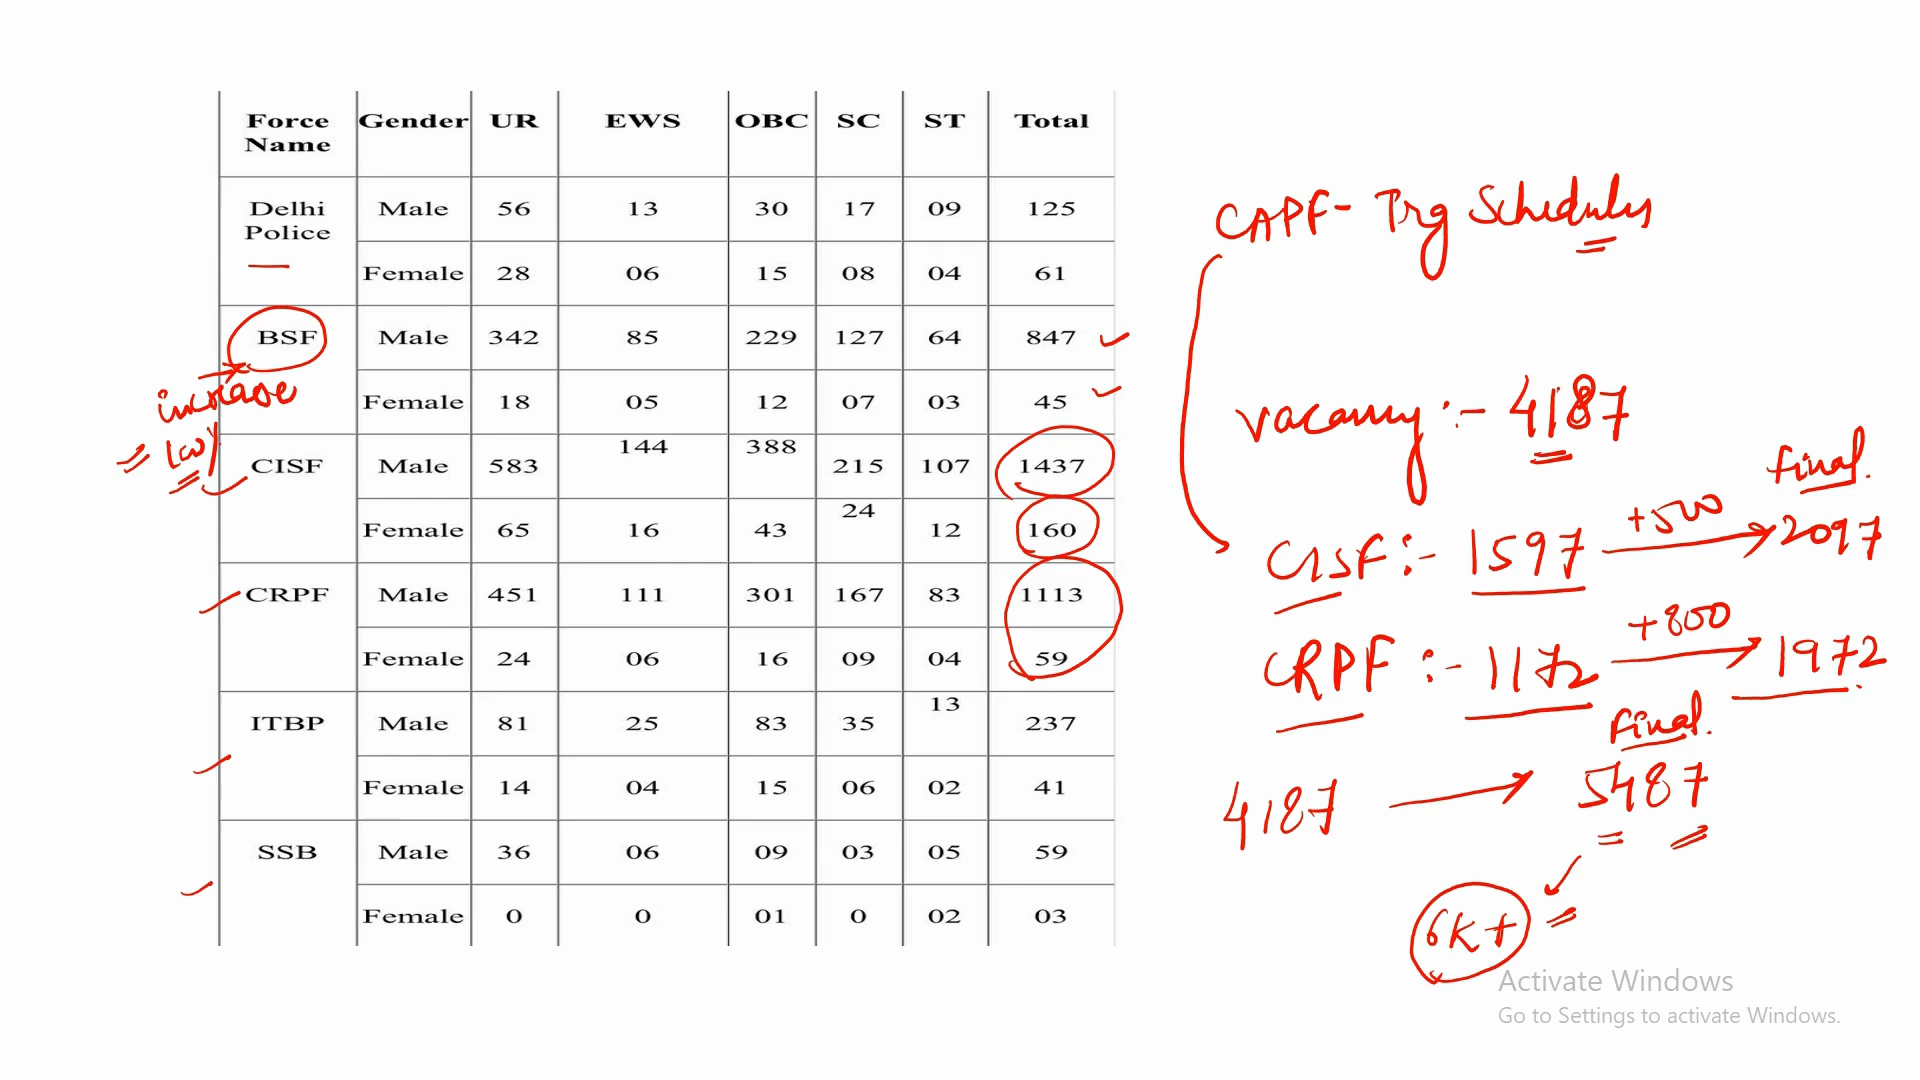 Force Name Gender UR EWS OBC SC ST Total
Delhi Police Male 56 13 30 17 09 125
Female 28 06 15 08 04 61
BSF Male 342 85 229 127 64 847
Female 18 05 12 07 03 45
CISF Male 583 144 388 215 107 1437
Female 65 16 43 24 12 160
CRPF Male 451 111 301 167 83 1113
Female 24 06 16 09 04 59
ITBP Male 81 25 83 35 13 237
Female 14 04 15 06 02 41
SSB Male 36 06 09 03 05 59
Female 0 0 01 0 02 03
increase
CAPF- Trg Schedules
vacancy :- 4187
final.
CISF :- 1597 +500 2097
CRPF :- 1172 +800 1972
final.
4187 5487
6K+
Activate Windows
Go to Settings to activate Windows.